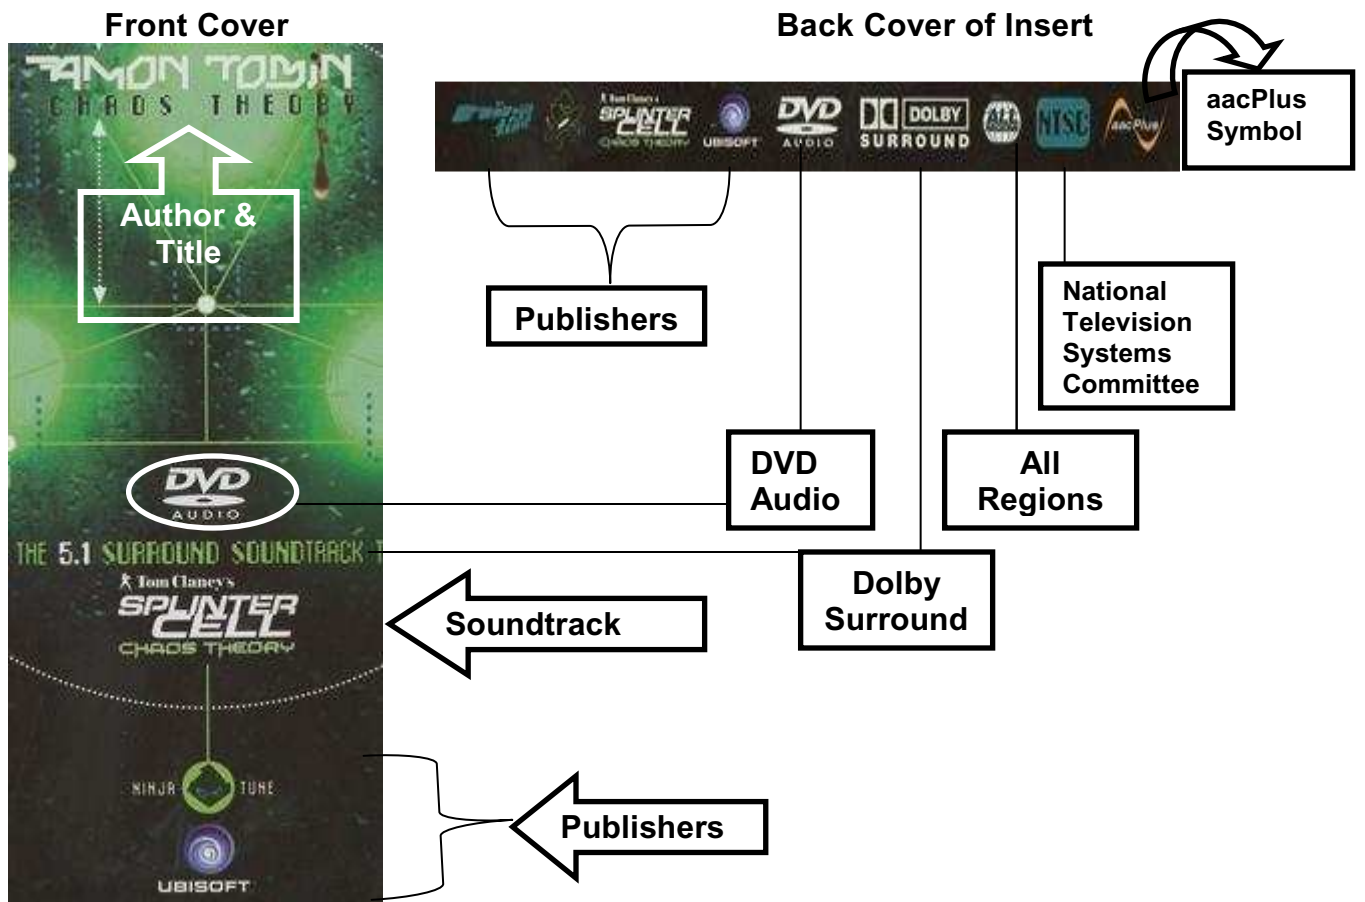 Front Cover
Back Cover of Insert
AMON TOBIN
CHAOS THEORY
Author &
Title
DVD
AUDIO
THE 5.1 SURROUND SOUNDTRACK T
Tom Clancy's
SPLINTER
CELL
CHAOS THEORY
NINJA TUNE
UBISOFT
Tom Clancy's
SPLINTER
CELL
CHAOS THEORY
UBISOFT
DVD
AUDIO
DOLBY
SURROUND
ALL
NTSC
aacPlus
aacPlus
Symbol
Publishers
National
Television
Systems
Committee
DVD
Audio
All
Regions
Dolby
Surround
Soundtrack
Publishers